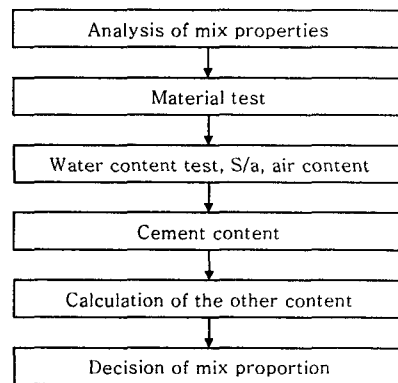 Analysis of mix properties
Material test
Water content test, S/a, air content
Cement content
Calculation of the other content
Decision of mix proportion